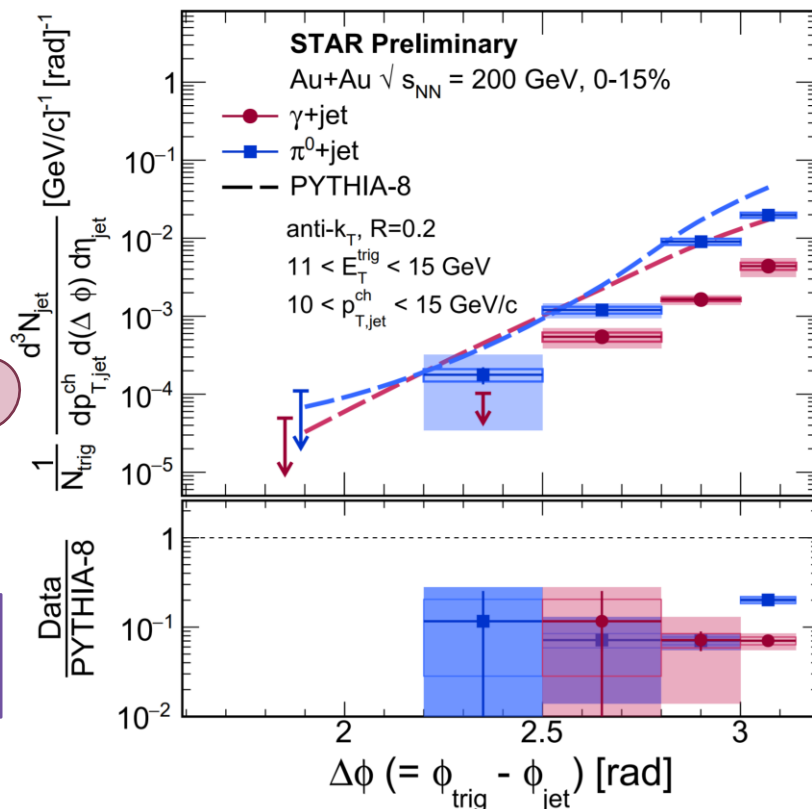 STAR Preliminary
Au+Au √ s_NN = 200 GeV, 0-15%
γ+jet
π⁰+jet
PYTHIA-8
anti-k_T, R=0.2
11 < E_T^trig < 15 GeV
10 < p_T,jet^ch < 15 GeV/c
1/N_trig d³N_jet/dp_T,jet^ch d(Δ ϕ) dη_jet [GeV/c]⁻¹ [rad]⁻¹
1
10⁻¹
10⁻²
10⁻³
10⁻⁴
10⁻⁵
Data
PYTHIA-8
1
10⁻¹
10⁻²
2
2.5
3
Δϕ (= ϕ_trig - ϕ_jet) [rad]